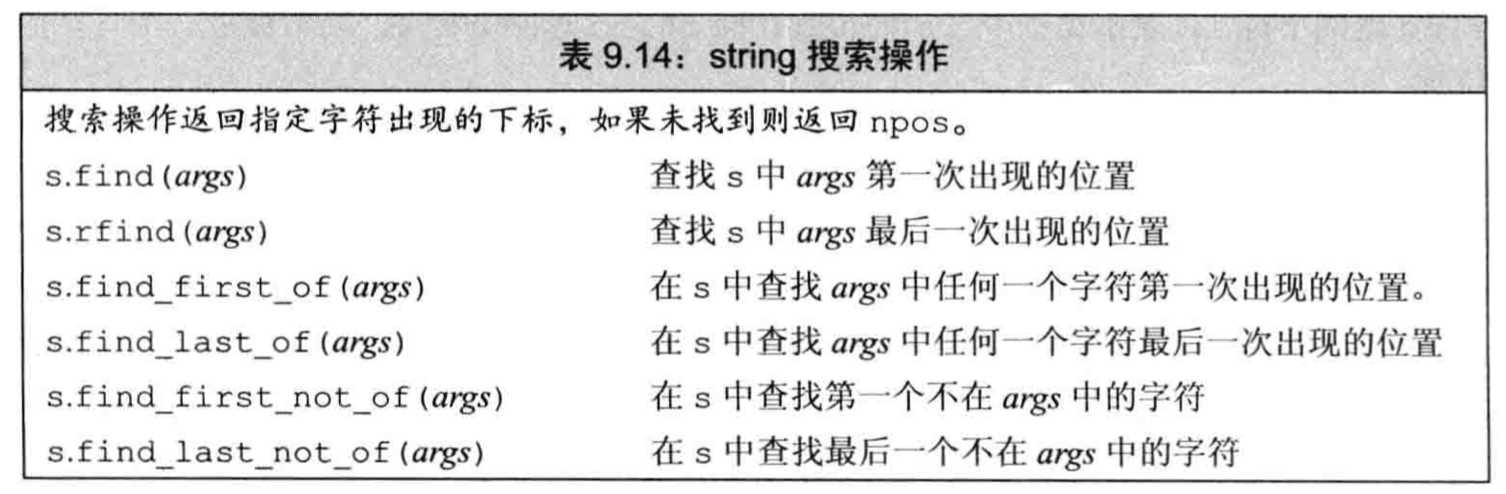 表 9.14：string 搜索操作
搜索操作返回指定字符出现的下标，如果未找到则返回 npos。
s.find(args) 查找 s 中 args 第一次出现的位置
s.rfind(args) 查找 s 中 args 最后一次出现的位置
s.find_first_of(args) 在 s 中查找 args 中任何一个字符第一次出现的位置。
s.find_last_of(args) 在 s 中查找 args 中任何一个字符最后一次出现的位置
s.find_first_not_of(args) 在 s 中查找第一个不在 args 中的字符
s.find_last_not_of(args) 在 s 中查找最后一个不在 args 中的字符